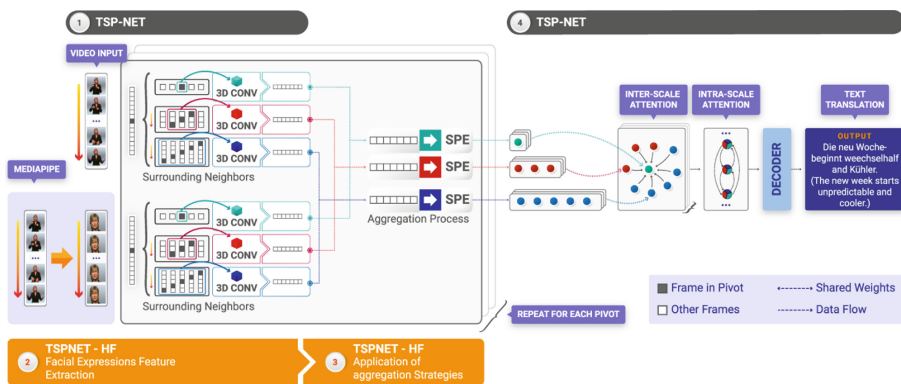 1 TSP-NET
4 TSP-NET
VIDEO INPUT
MEDIAPIPE
3D CONV
3D CONV
3D CONV
Surrounding Neighbors
3D CONV
3D CONV
3D CONV
Surrounding Neighbors
SPE
SPE
SPE
Aggregation Process
REPEAT FOR EACH PIVOT
INTER-SCALE
ATTENTION
INTRA-SCALE
ATTENTION
DECODER
TEXT
TRANSLATION
OUTPUT
Die neu Woche-
beginnt weechselhalf
and Kühler.
(The new week starts
unpredictable and
cooler.)
Frame in Pivot
Other Frames
Shared Weights
Data Flow
2 TSPNET - HF
Facial Expressions Feature
Extraction
3 TSPNET - HF
Application of
aggregation Strategies